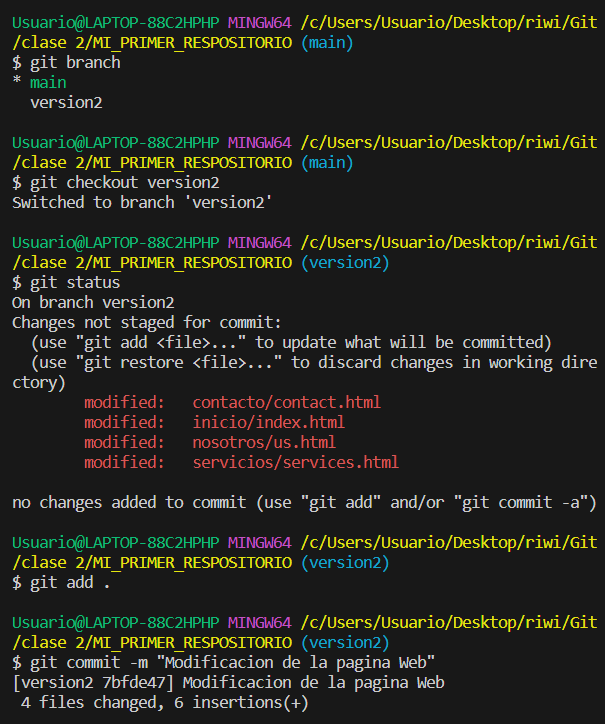 Usuario@LAPTOP-88C2HPHP MINGW64 /c/Users/Usuario/Desktop/riwi/Git
/clase 2/MI_PRIMER_RESPOSITORIO (main)
$ git branch
* main
  version2

Usuario@LAPTOP-88C2HPHP MINGW64 /c/Users/Usuario/Desktop/riwi/Git
/clase 2/MI_PRIMER_RESPOSITORIO (main)
$ git checkout version2
Switched to branch 'version2'

Usuario@LAPTOP-88C2HPHP MINGW64 /c/Users/Usuario/Desktop/riwi/Git
/clase 2/MI_PRIMER_RESPOSITORIO (version2)
$ git status
On branch version2
Changes not staged for commit:
  (use "git add <file>..." to update what will be committed)
  (use "git restore <file>..." to discard changes in working dire
ctory)
        modified:   contacto/contact.html
        modified:   inicio/index.html
        modified:   nosotros/us.html
        modified:   servicios/services.html

no changes added to commit (use "git add" and/or "git commit -a")

Usuario@LAPTOP-88C2HPHP MINGW64 /c/Users/Usuario/Desktop/riwi/Git
/clase 2/MI_PRIMER_RESPOSITORIO (version2)
$ git add .

Usuario@LAPTOP-88C2HPHP MINGW64 /c/Users/Usuario/Desktop/riwi/Git
/clase 2/MI_PRIMER_RESPOSITORIO (version2)
$ git commit -m "Modificacion de la pagina Web"
[version2 7bfde47] Modificacion de la pagina Web
 4 files changed, 6 insertions(+)